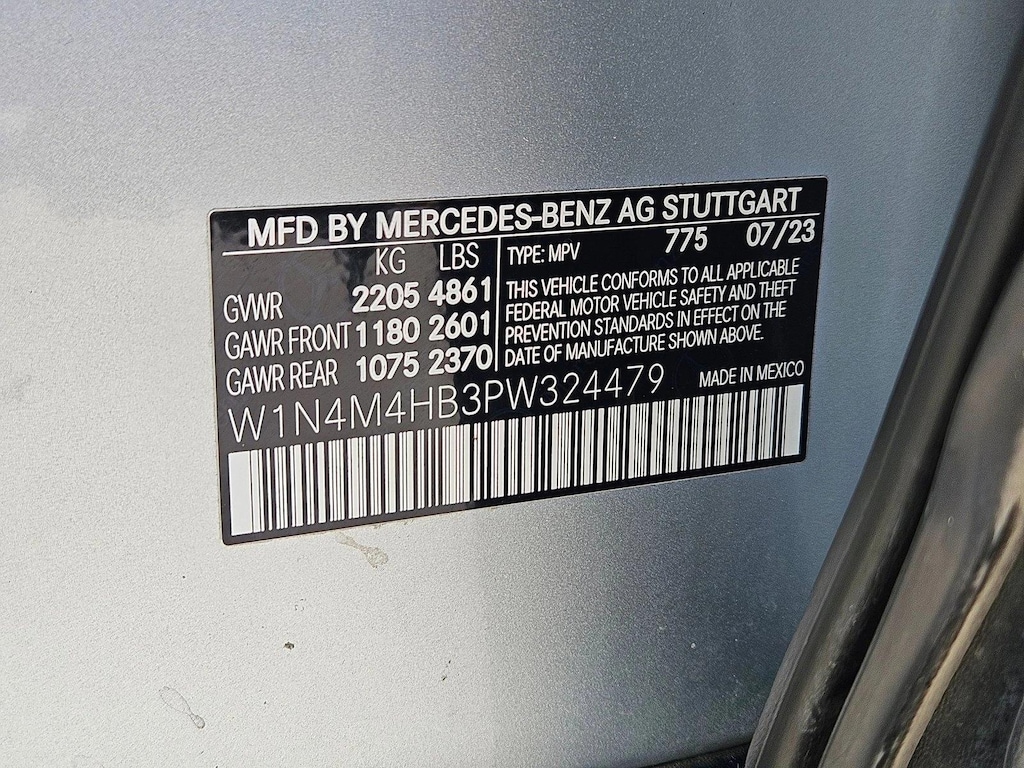 MFD BY MERCEDES-BENZ AG STUTTGART
KG LBS
GVWR 2205 4861
GAWR FRONT 1180 2601
GAWR REAR 1075 2370
TYPE: MPV 775 07/23
THIS VEHICLE CONFORMS TO ALL APPLICABLE
FEDERAL MOTOR VEHICLE SAFETY AND THEFT
PREVENTION STANDARDS IN EFFECT ON THE
DATE OF MANUFACTURE SHOWN ABOVE.
W1N4M4HB3PW324479 MADE IN MEXICO